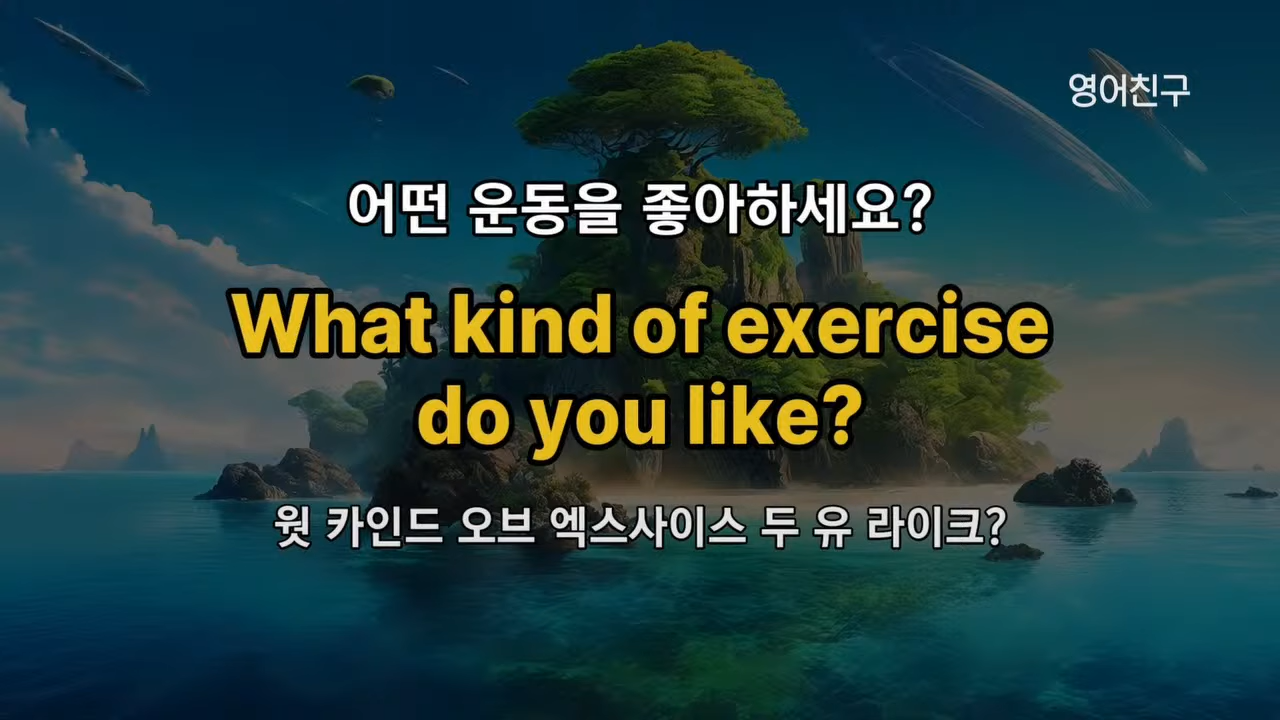 영어친구
어떤 운동을 좋아하세요?
What kind of exercise
do you like?
웟 카인드 오브 엑스사이스 두 유 라이크?